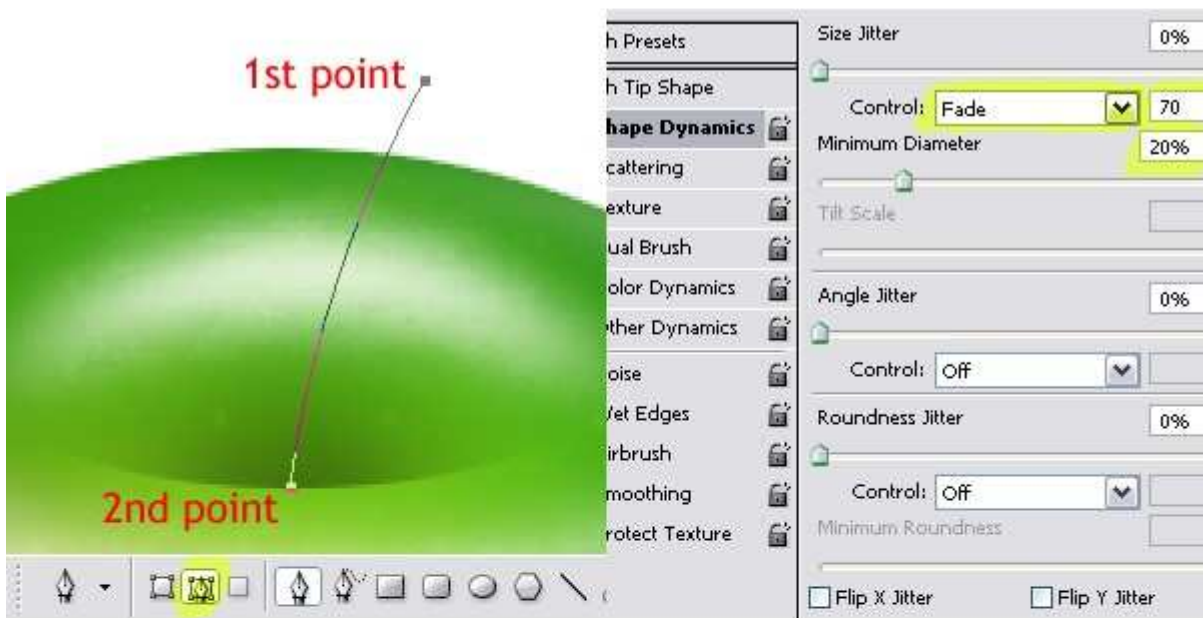 1st point
2nd point
h Presets
h Tip Shape
hape Dynamics
cattering
exture
ual Brush
olor Dynamics
ther Dynamics
oise
et Edges
irbrush
moothing
rotect Texture
Size Jitter 0%
Control: Fade 70
Minimum Diameter 20%
Tilt Scale
Angle Jitter 0%
Control: Off
Roundness Jitter 0%
Control: Off
Minimum Roundness
Flip X Jitter Flip Y Jitter